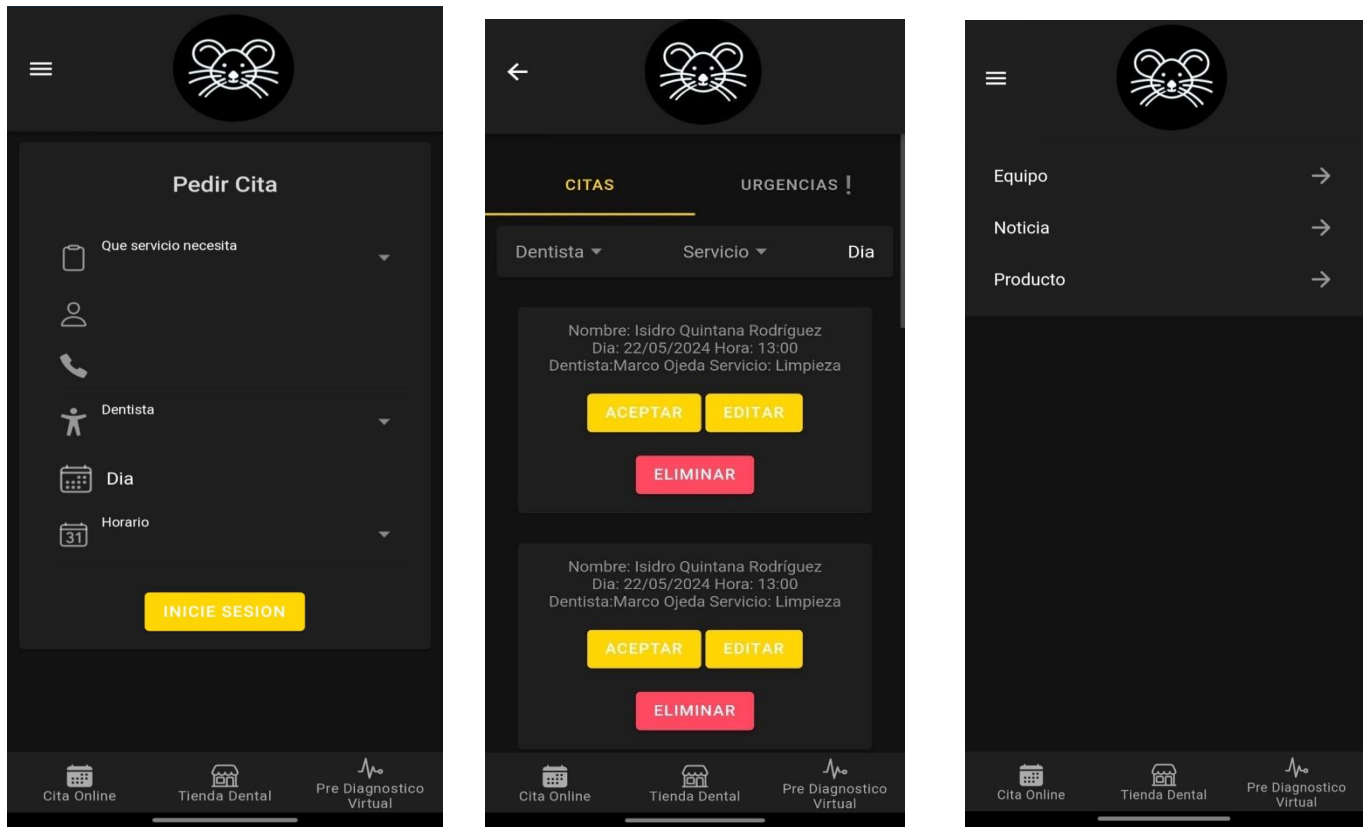 Pedir Cita
Que servicio necesita
Dentista
Dia
Horario
31
INICIE SESION
Cita Online
Tienda Dental
Pre Diagnostico
Virtual
CITAS
URGENCIAS !
Dentista
Servicio
Dia
Nombre: Isidro Quintana Rodríguez
Dia: 22/05/2024 Hora: 13:00
Dentista:Marco Ojeda Servicio: Limpieza
ACEPTAR
EDITAR
ELIMINAR
Nombre: Isidro Quintana Rodríguez
Dia: 22/05/2024 Hora: 13:00
Dentista:Marco Ojeda Servicio: Limpieza
ACEPTAR
EDITAR
ELIMINAR
Cita Online
Tienda Dental
Pre Diagnostico
Virtual
Equipo
Noticia
Producto
Cita Online
Tienda Dental
Pre Diagnostico
Virtual